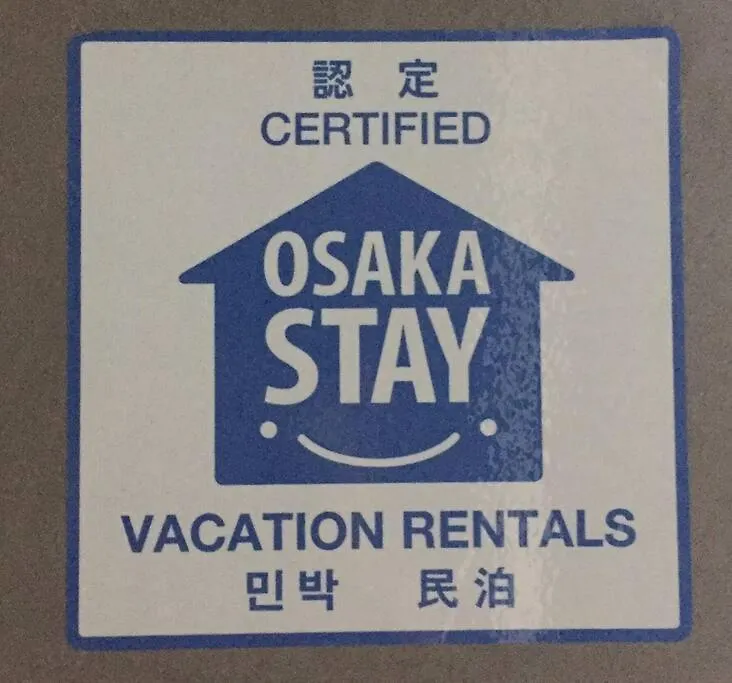 認 定
CERTIFIED
OSAKA
STAY
VACATION RENTALS
민박 民泊